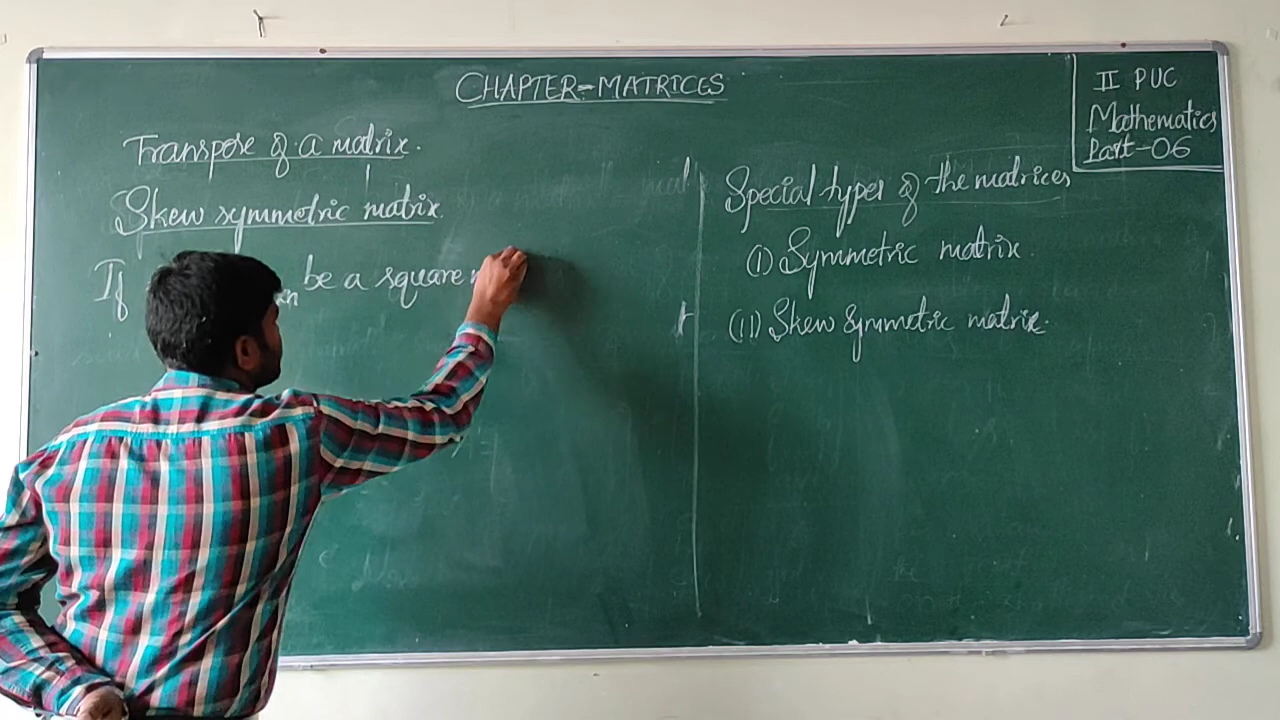 CHAPTER-MATRICES
II PUC
Mathematics
Part-06
Transpose of a matrix.
Skew symmetric matrix.
If be a square
Special types of the matrices
(I) Symmetric matrix.
(II) Skew symmetric matrix.